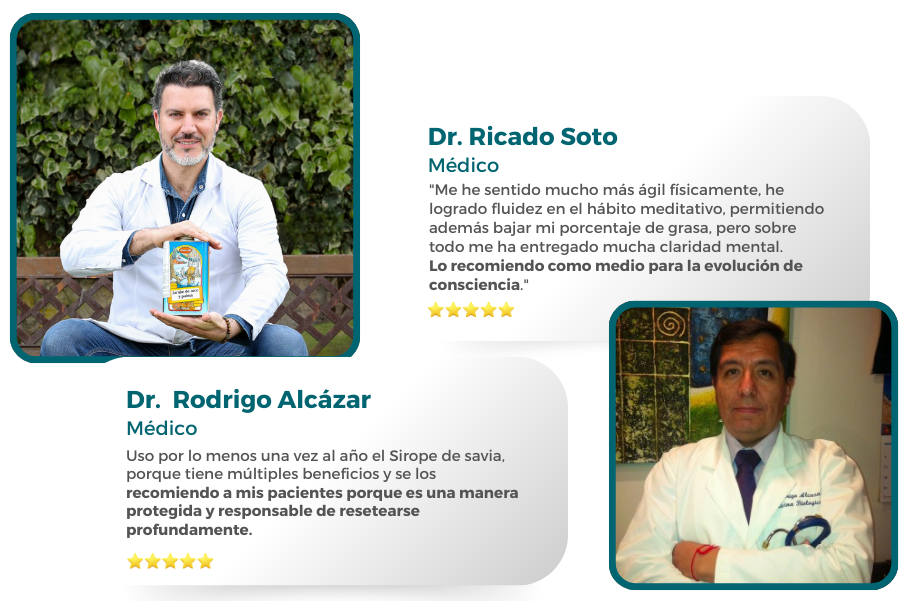 Dr. Ricado Soto
Médico
"Me he sentido mucho más ágil físicamente, he
logrado fluidez en el hábito meditativo, permitiendo
además bajar mi porcentaje de grasa, pero sobre
todo me ha entregado mucha claridad mental.
Lo recomiendo como medio para la evolución de
consciencia."
Jarabe de arce
y palma
Dr. Rodrigo Alcázar
Médico
Uso por lo menos una vez al año el Sirope de savia,
porque tiene múltiples beneficios y se los
recomiendo a mis pacientes porque es una manera
protegida y responsable de resetearse
profundamente.